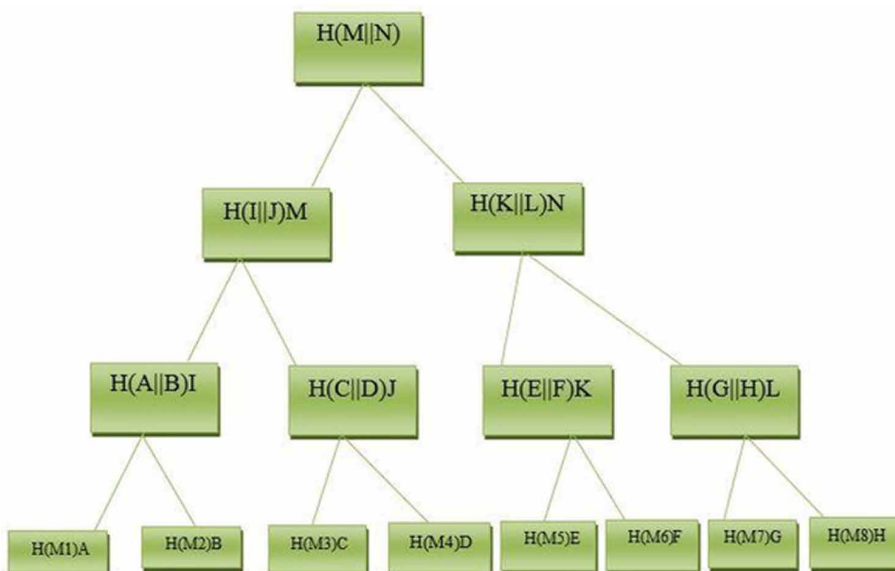 H(M||N)
H(I||J)M
H(K||L)N
H(A||B)I
H(C||D)J
H(E||F)K
H(G||H)L
H(M1)A
H(M2)B
H(M3)C
H(M4)D
H(M5)E
H(M6)F
H(M7)G
H(M8)H